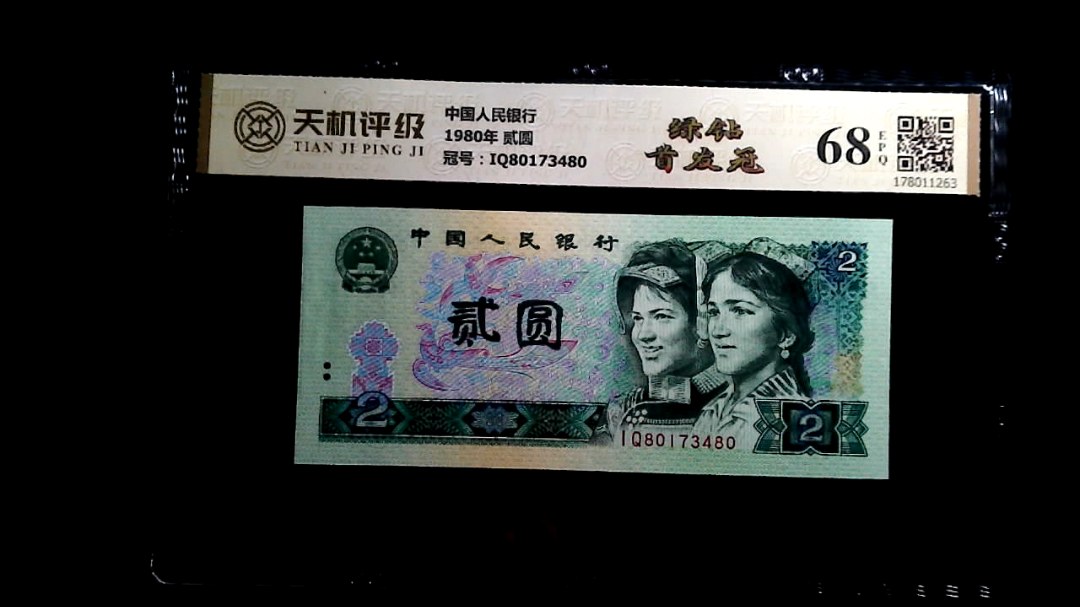 天机评级
TIAN JI PING JI
中国人民银行
1980年 贰圆
冠号：IQ80173480
绿钻
首发冠
68
EPQ
178011263
中国人民银行
2
贰圆
2
2
IQ80173480